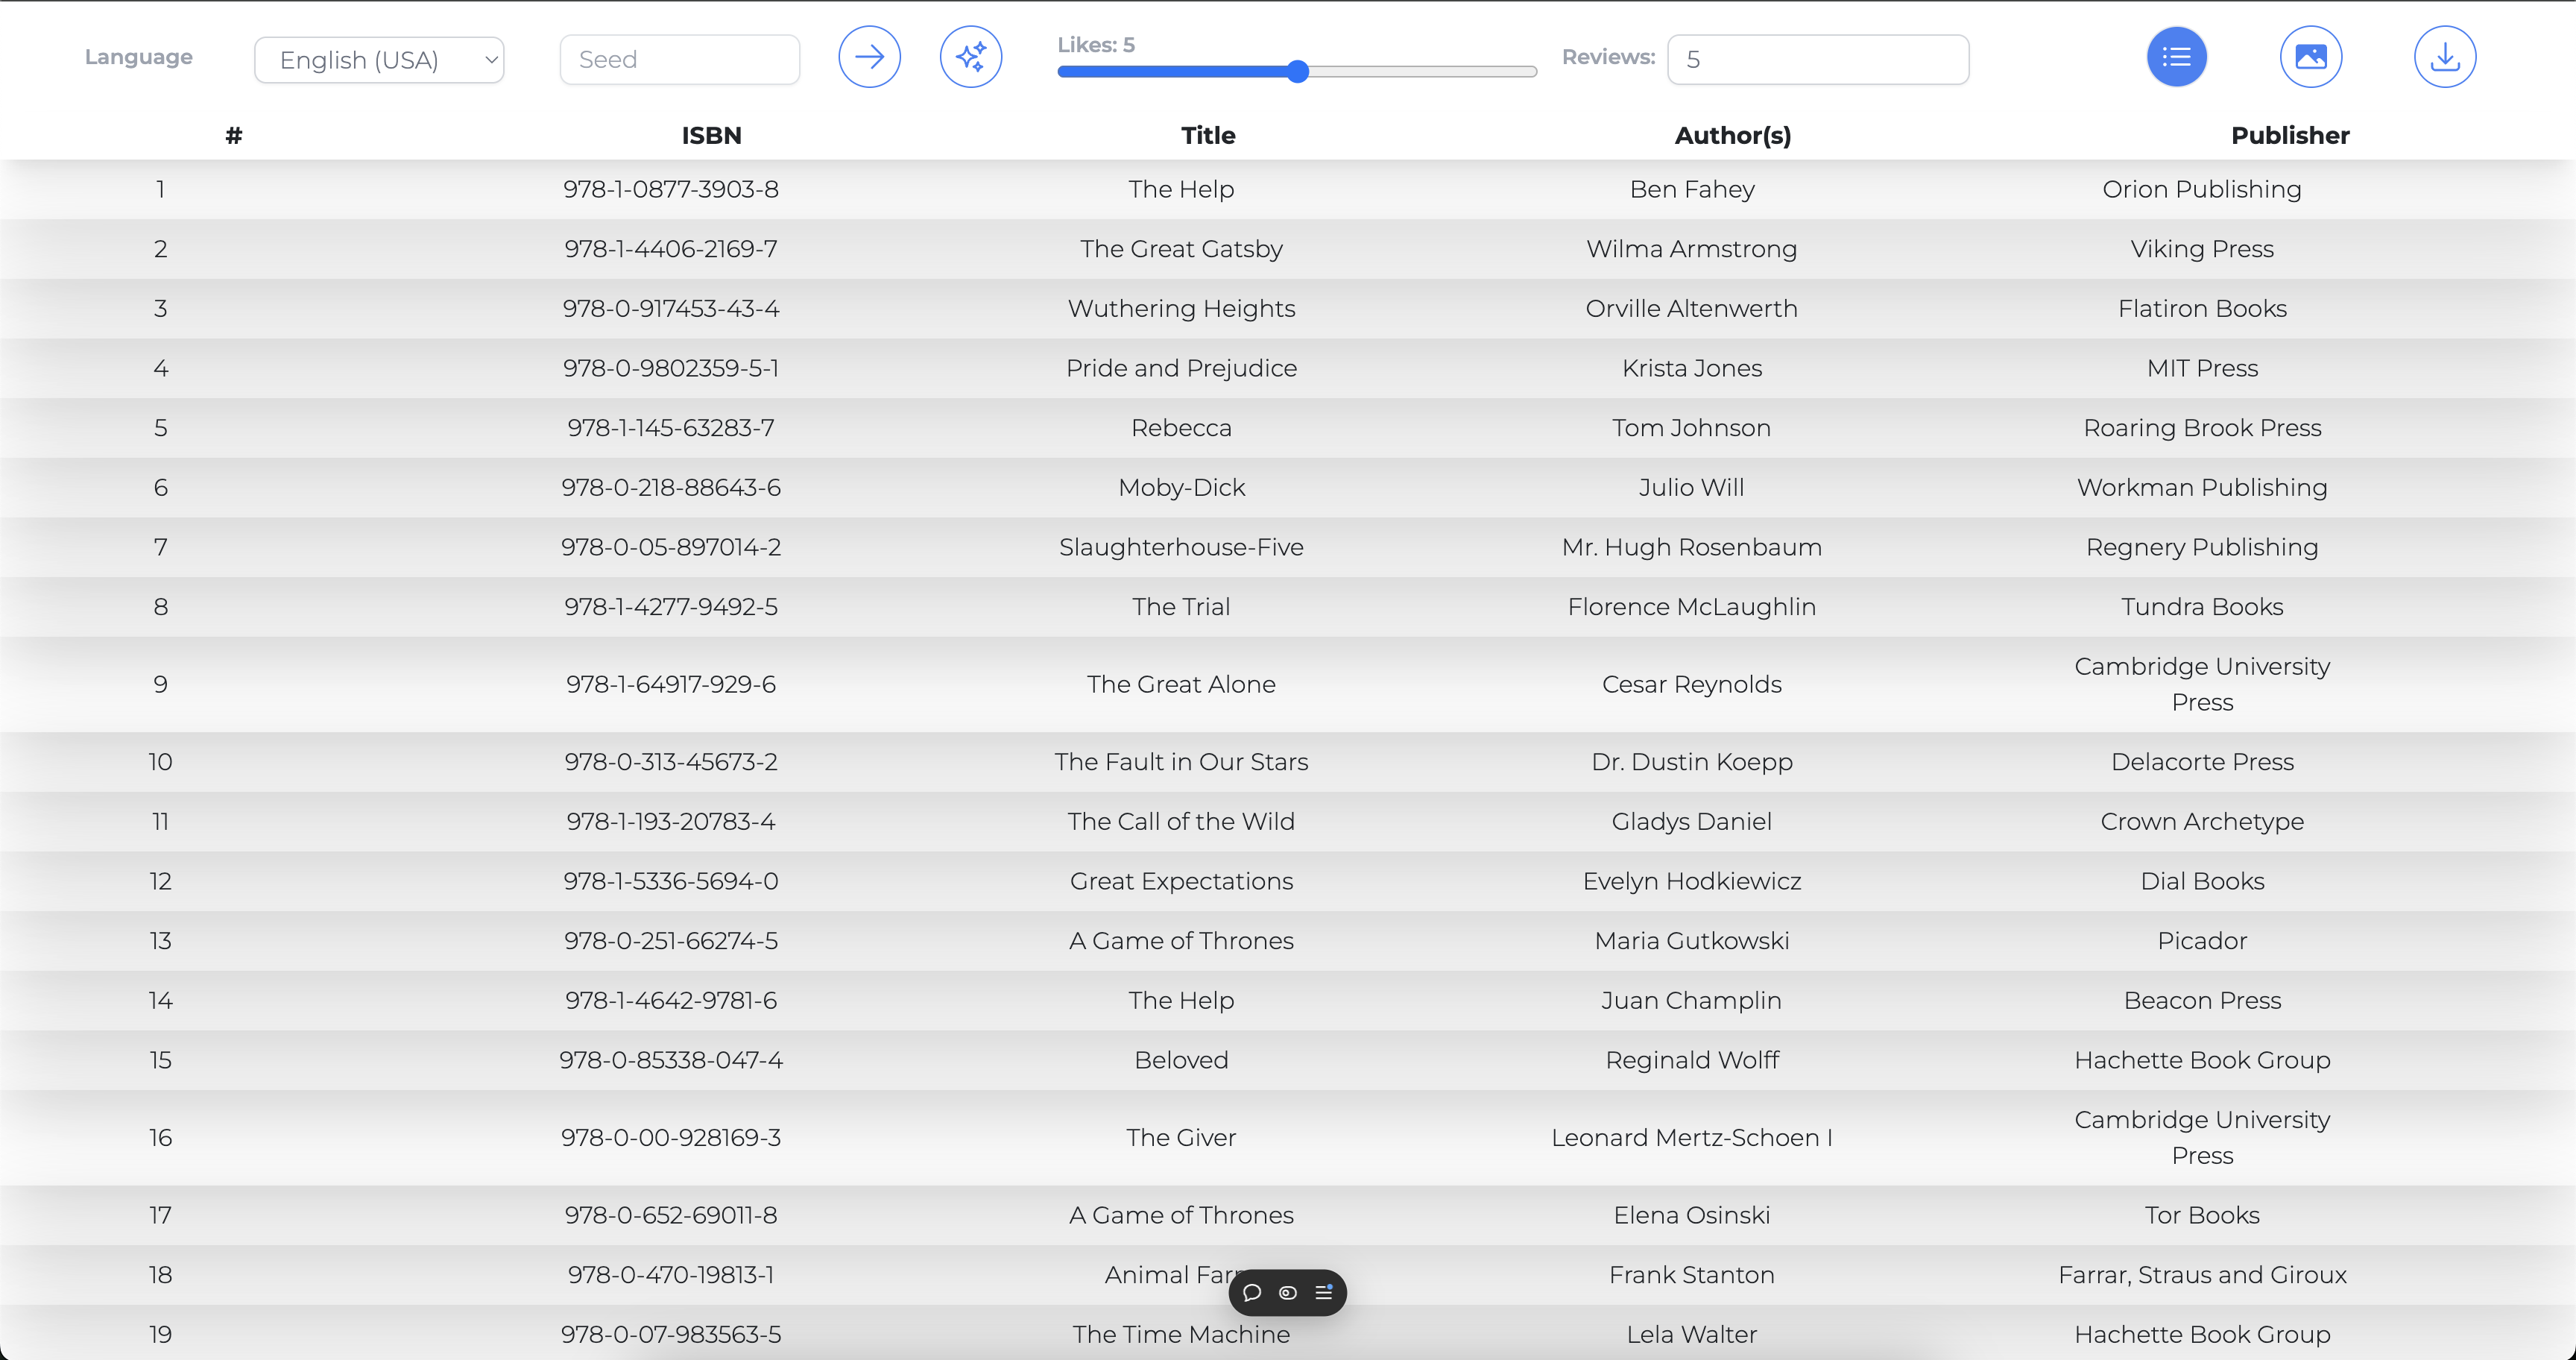 Language English (USA) Seed Likes: 5 Reviews: 5
# ISBN Title Author(s) Publisher
1 978-1-0877-3903-8 The Help Ben Fahey Orion Publishing
2 978-1-4406-2169-7 The Great Gatsby Wilma Armstrong Viking Press
3 978-0-917453-43-4 Wuthering Heights Orville Altenwerth Flatiron Books
4 978-0-9802359-5-1 Pride and Prejudice Krista Jones MIT Press
5 978-1-145-63283-7 Rebecca Tom Johnson Roaring Brook Press
6 978-0-218-88643-6 Moby-Dick Julio Will Workman Publishing
7 978-0-05-897014-2 Slaughterhouse-Five Mr. Hugh Rosenbaum Regnery Publishing
8 978-1-4277-9492-5 The Trial Florence McLaughlin Tundra Books
9 978-1-64917-929-6 The Great Alone Cesar Reynolds Cambridge University
Press
10 978-0-313-45673-2 The Fault in Our Stars Dr. Dustin Koepp Delacorte Press
11 978-1-193-20783-4 The Call of the Wild Gladys Daniel Crown Archetype
12 978-1-5336-5694-0 Great Expectations Evelyn Hodkiewicz Dial Books
13 978-0-251-66274-5 A Game of Thrones Maria Gutkowski Picador
14 978-1-4642-9781-6 The Help Juan Champlin Beacon Press
15 978-0-85338-047-4 Beloved Reginald Wolff Hachette Book Group
16 978-0-00-928169-3 The Giver Leonard Mertz-Schoen I Cambridge University
Press
17 978-0-652-69011-8 A Game of Thrones Elena Osinski Tor Books
18 978-0-470-19813-1 Animal Frank Stanton Farrar, Straus and Giroux
19 978-0-07-983563-5 The Time Machine Lela Walter Hachette Book Group